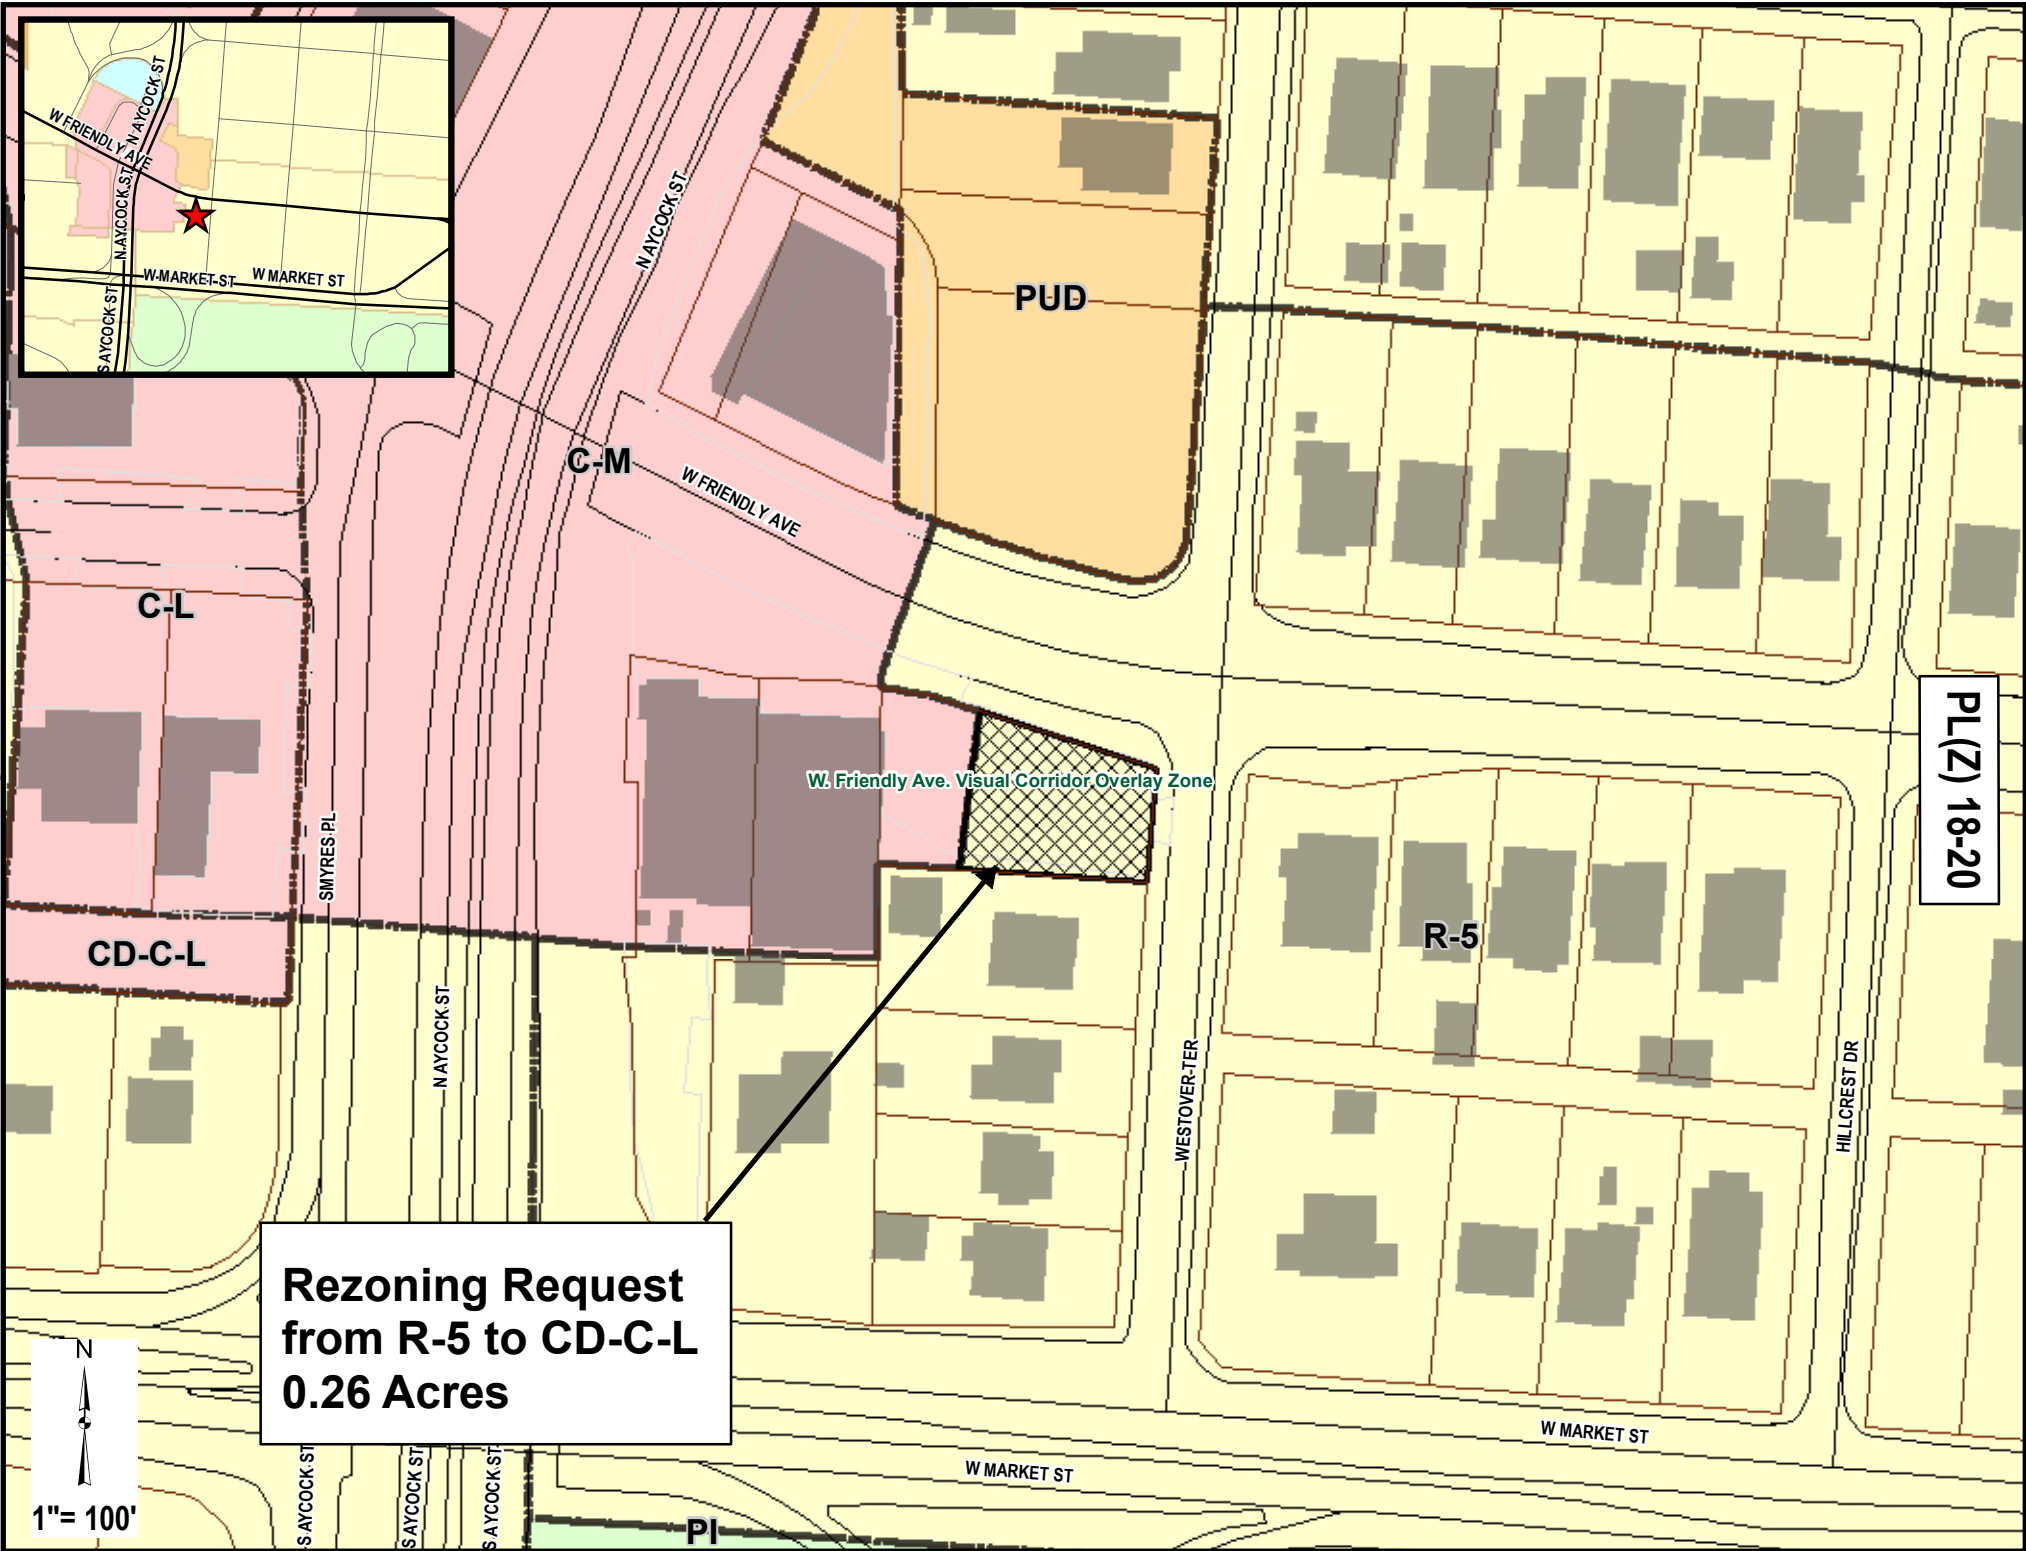 N AYCOCK ST
W FRIENDLY AVE
N AYCOCK ST
W MARKET ST
W MARKET ST
S AYCOCK ST
N AYCOCK ST
PUD
C-M
W FRIENDLY AVE
C-L
PL(Z) 18-20
W. Friendly Ave. Visual Corridor Overlay Zone
SMYRES PL
R-5
CD-C-L
N AYCOCK ST
WESTOVER TER
HILLCREST DR
Rezoning Request
from R-5 to CD-C-L
0.26 Acres
N
1"= 100'
S AYCOCK ST
S AYCOCK ST
S AYCOCK ST
W MARKET ST
W MARKET ST
PI